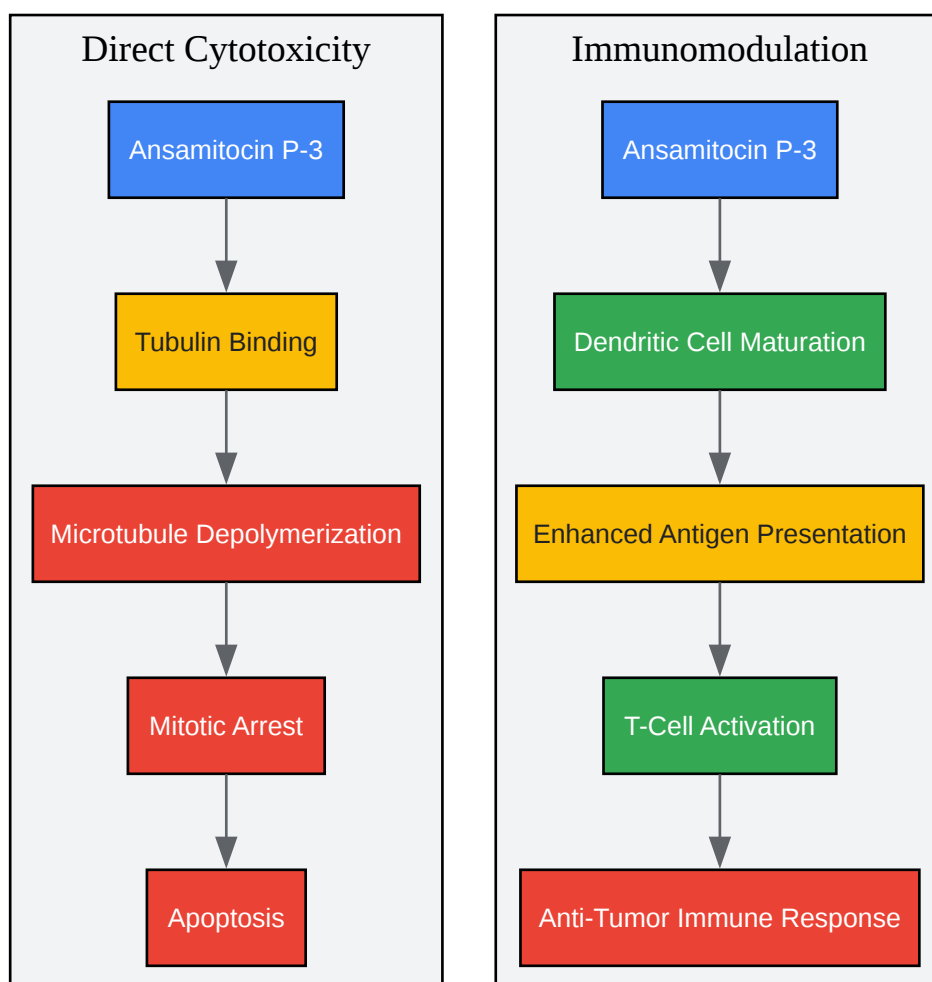 Direct Cytotoxicity
Ansamitocin P-3
Tubulin Binding
Microtubule Depolymerization
Mitotic Arrest
Apoptosis
Immunomodulation
Ansamitocin P-3
Dendritic Cell Maturation
Enhanced Antigen Presentation
T-Cell Activation
Anti-Tumor Immune Response